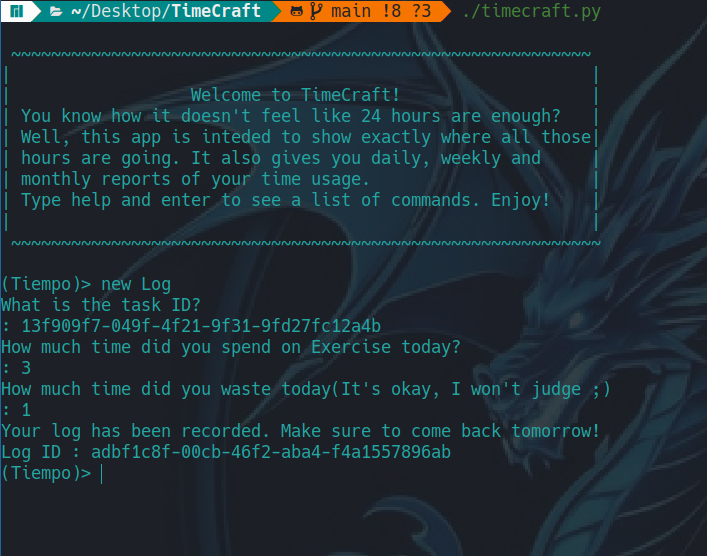 ~/Desktop/TimeCraft main !8 ?3 ./timecraft.py
~~~~~~~~~~~~~~~~~~~~~~~~~~~~~~~~~~~~~~~~~~~~~~~~~~~~~~~~~~
| |
| Welcome to TimeCraft! |
| You know how it doesn't feel like 24 hours are enough? |
| Well, this app is inteded to show exactly where all those|
| hours are going. It also gives you daily, weekly and |
| monthly reports of your time usage. |
| Type help and enter to see a list of commands. Enjoy! |
| |
~~~~~~~~~~~~~~~~~~~~~~~~~~~~~~~~~~~~~~~~~~~~~~~~~~~~~~~~~~~
(Tiempo)> new Log
What is the task ID?
: 13f909f7-049f-4f21-9f31-9fd27fc12a4b
How much time did you spend on Exercise today?
: 3
How much time did you waste today(It's okay, I won't judge ;)
: 1
Your log has been recorded. Make sure to come back tomorrow!
Log ID : adbf1c8f-00cb-46f2-aba4-f4a1557896ab
(Tiempo)>